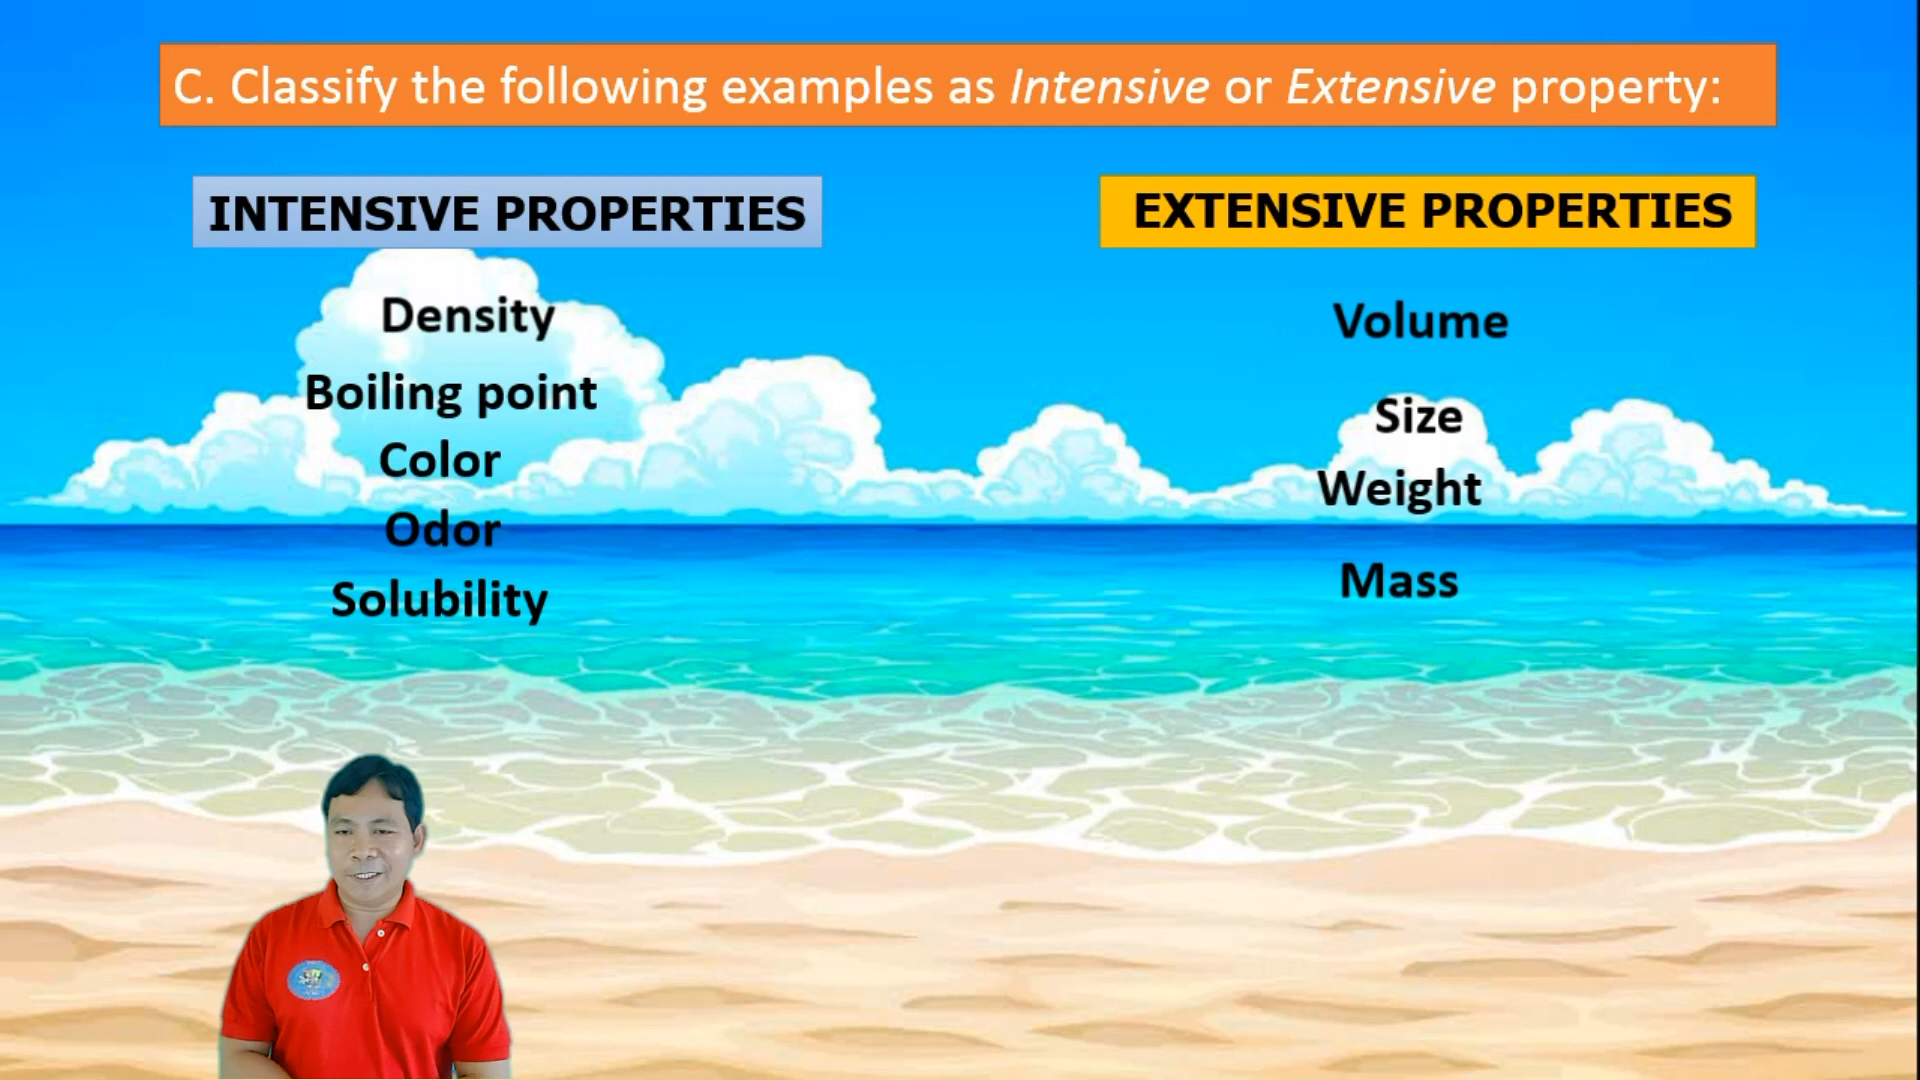 C. Classify the following examples as Intensive or Extensive property:
INTENSIVE PROPERTIES
Density
Boiling point
Color
Odor
Solubility
EXTENSIVE PROPERTIES
Volume
Size
Weight
Mass